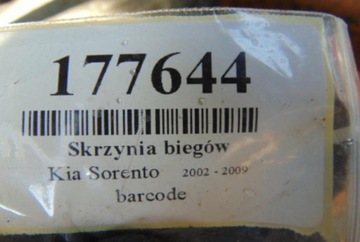 177644
Skrzynia biegów
Kia Sorento 2002 - 2009
barcode